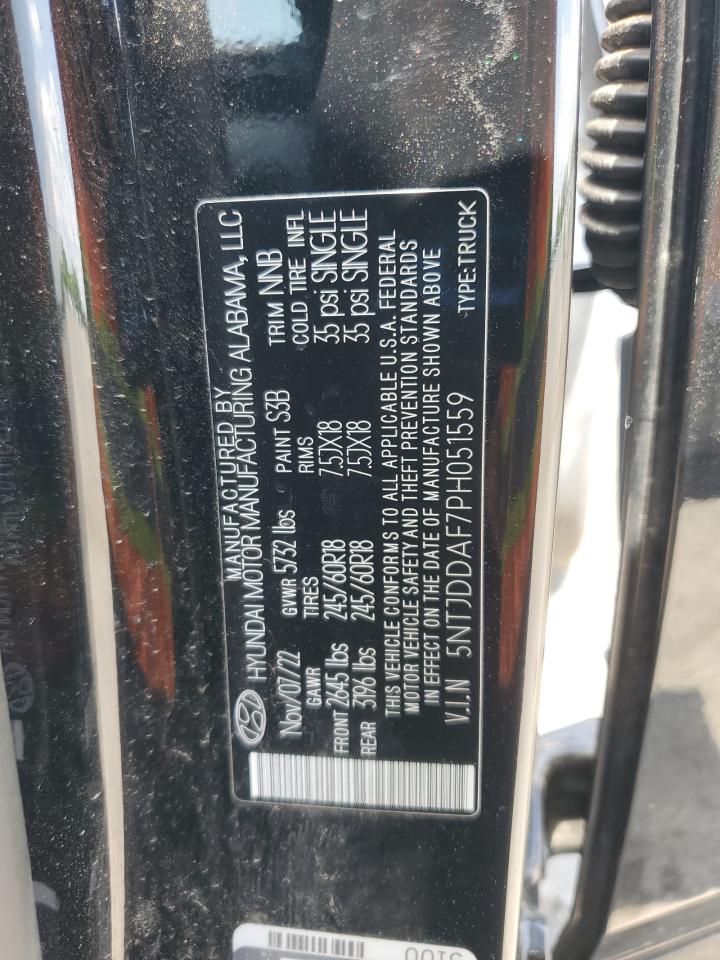 MANUFACTURED BY
HYUNDAI MOTOR MANUFACTURING ALABAMA, LLC
Nov/07/22 GVWR 5732 lbs PAINT S3B TRIM NNB
GAWR TIRES RIMS COLD TIRE INFL
FRONT 2645 lbs 245/60R18 7.5JX18 35 psi SINGLE
REAR 3196 lbs 245/60R18 7.5JX18 35 psi SINGLE
THIS VEHICLE CONFORMS TO ALL APPLICABLE U.S.A. FEDERAL
MOTOR VEHICLE SAFETY AND THEFT PREVENTION STANDARDS
IN EFFECT ON THE DATE OF MANUFACTURE SHOWN ABOVE
V.I.N 5NTJDDAF7PH051559 TYPE:TRUCK